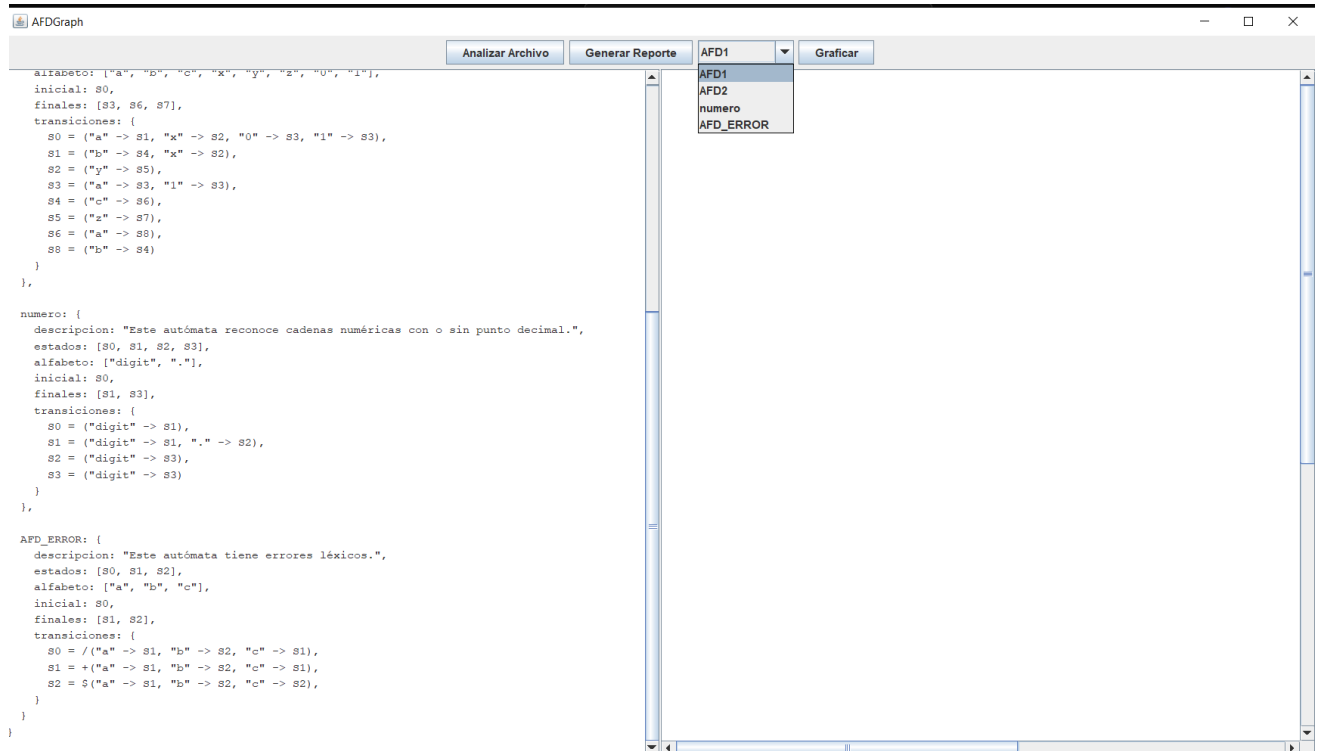 AFDGraph
Analizar Archivo Generar Reporte AFD1 Graficar
AFD1
AFD2
numero
AFD_ERROR
alfabeto: ["a", "b", "c", "x", "y", "z", "0", "1"],
inicial: S0,
finales: [S3, S6, S7],
transiciones: {
S0 = ("a" -> S1, "x" -> S2, "0" -> S3, "1" -> S3),
S1 = ("b" -> S4, "x" -> S2),
S2 = ("y" -> S5),
S3 = ("a" -> S3, "1" -> S3),
S4 = ("c" -> S6),
S5 = ("z" -> S7),
S6 = ("a" -> S8),
S8 = ("b" -> S4)
}
},
numero: {
descripcion: "Este autómata reconoce cadenas numéricas con o sin punto decimal.",
estados: [S0, S1, S2, S3],
alfabeto: ["digit", "."],
inicial: S0,
finales: [S1, S3],
transiciones: {
S0 = ("digit" -> S1),
S1 = ("digit" -> S1, "." -> S2),
S2 = ("digit" -> S3),
S3 = ("digit" -> S3)
}
},
AFD_ERROR: {
descripcion: "Este autómata tiene errores léxicos.",
estados: [S0, S1, S2],
alfabeto: ["a", "b", "c"],
inicial: S0,
finales: [S1, S2],
transiciones: {
S0 = /("a" -> S1, "b" -> S2, "c" -> S1),
S1 = +("a" -> S1, "b" -> S2, "c" -> S1),
S2 = $("a" -> S1, "b" -> S2, "c" -> S2),
}
}
}